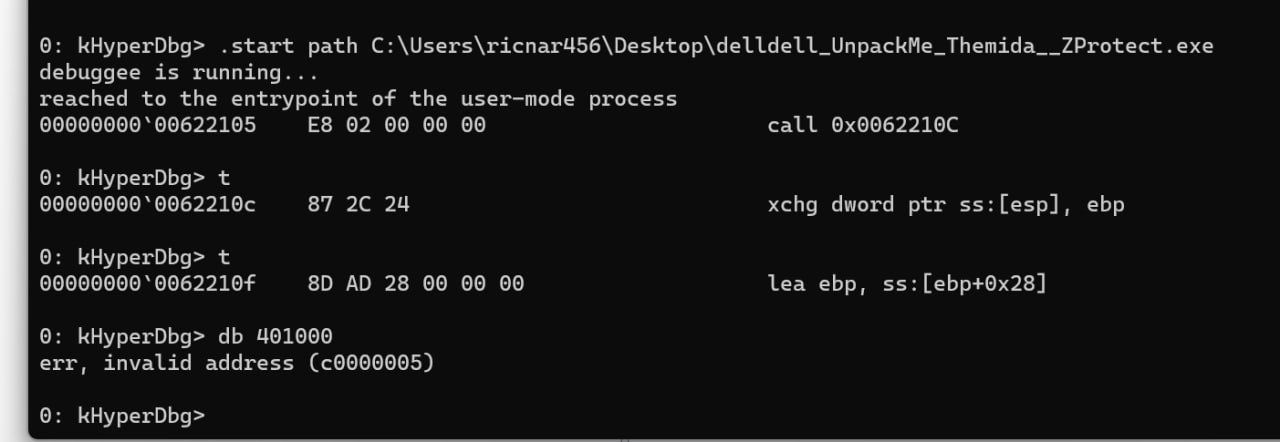 0: kHyperDbg> .start path C:\Users\ricnar456\Desktop\delldell_UnpackMe_Themida__ZProtect.exe
debuggee is running...
reached to the entrypoint of the user-mode process
00000000`00622105    E8 02 00 00 00                      call 0x0062210C
0: kHyperDbg> t
00000000`0062210c    87 2C 24                            xchg dword ptr ss:[esp], ebp
0: kHyperDbg> t
00000000`0062210f    8D AD 28 00 00 00                   lea ebp, ss:[ebp+0x28]
0: kHyperDbg> db 401000
err, invalid address (c0000005)
0: kHyperDbg>